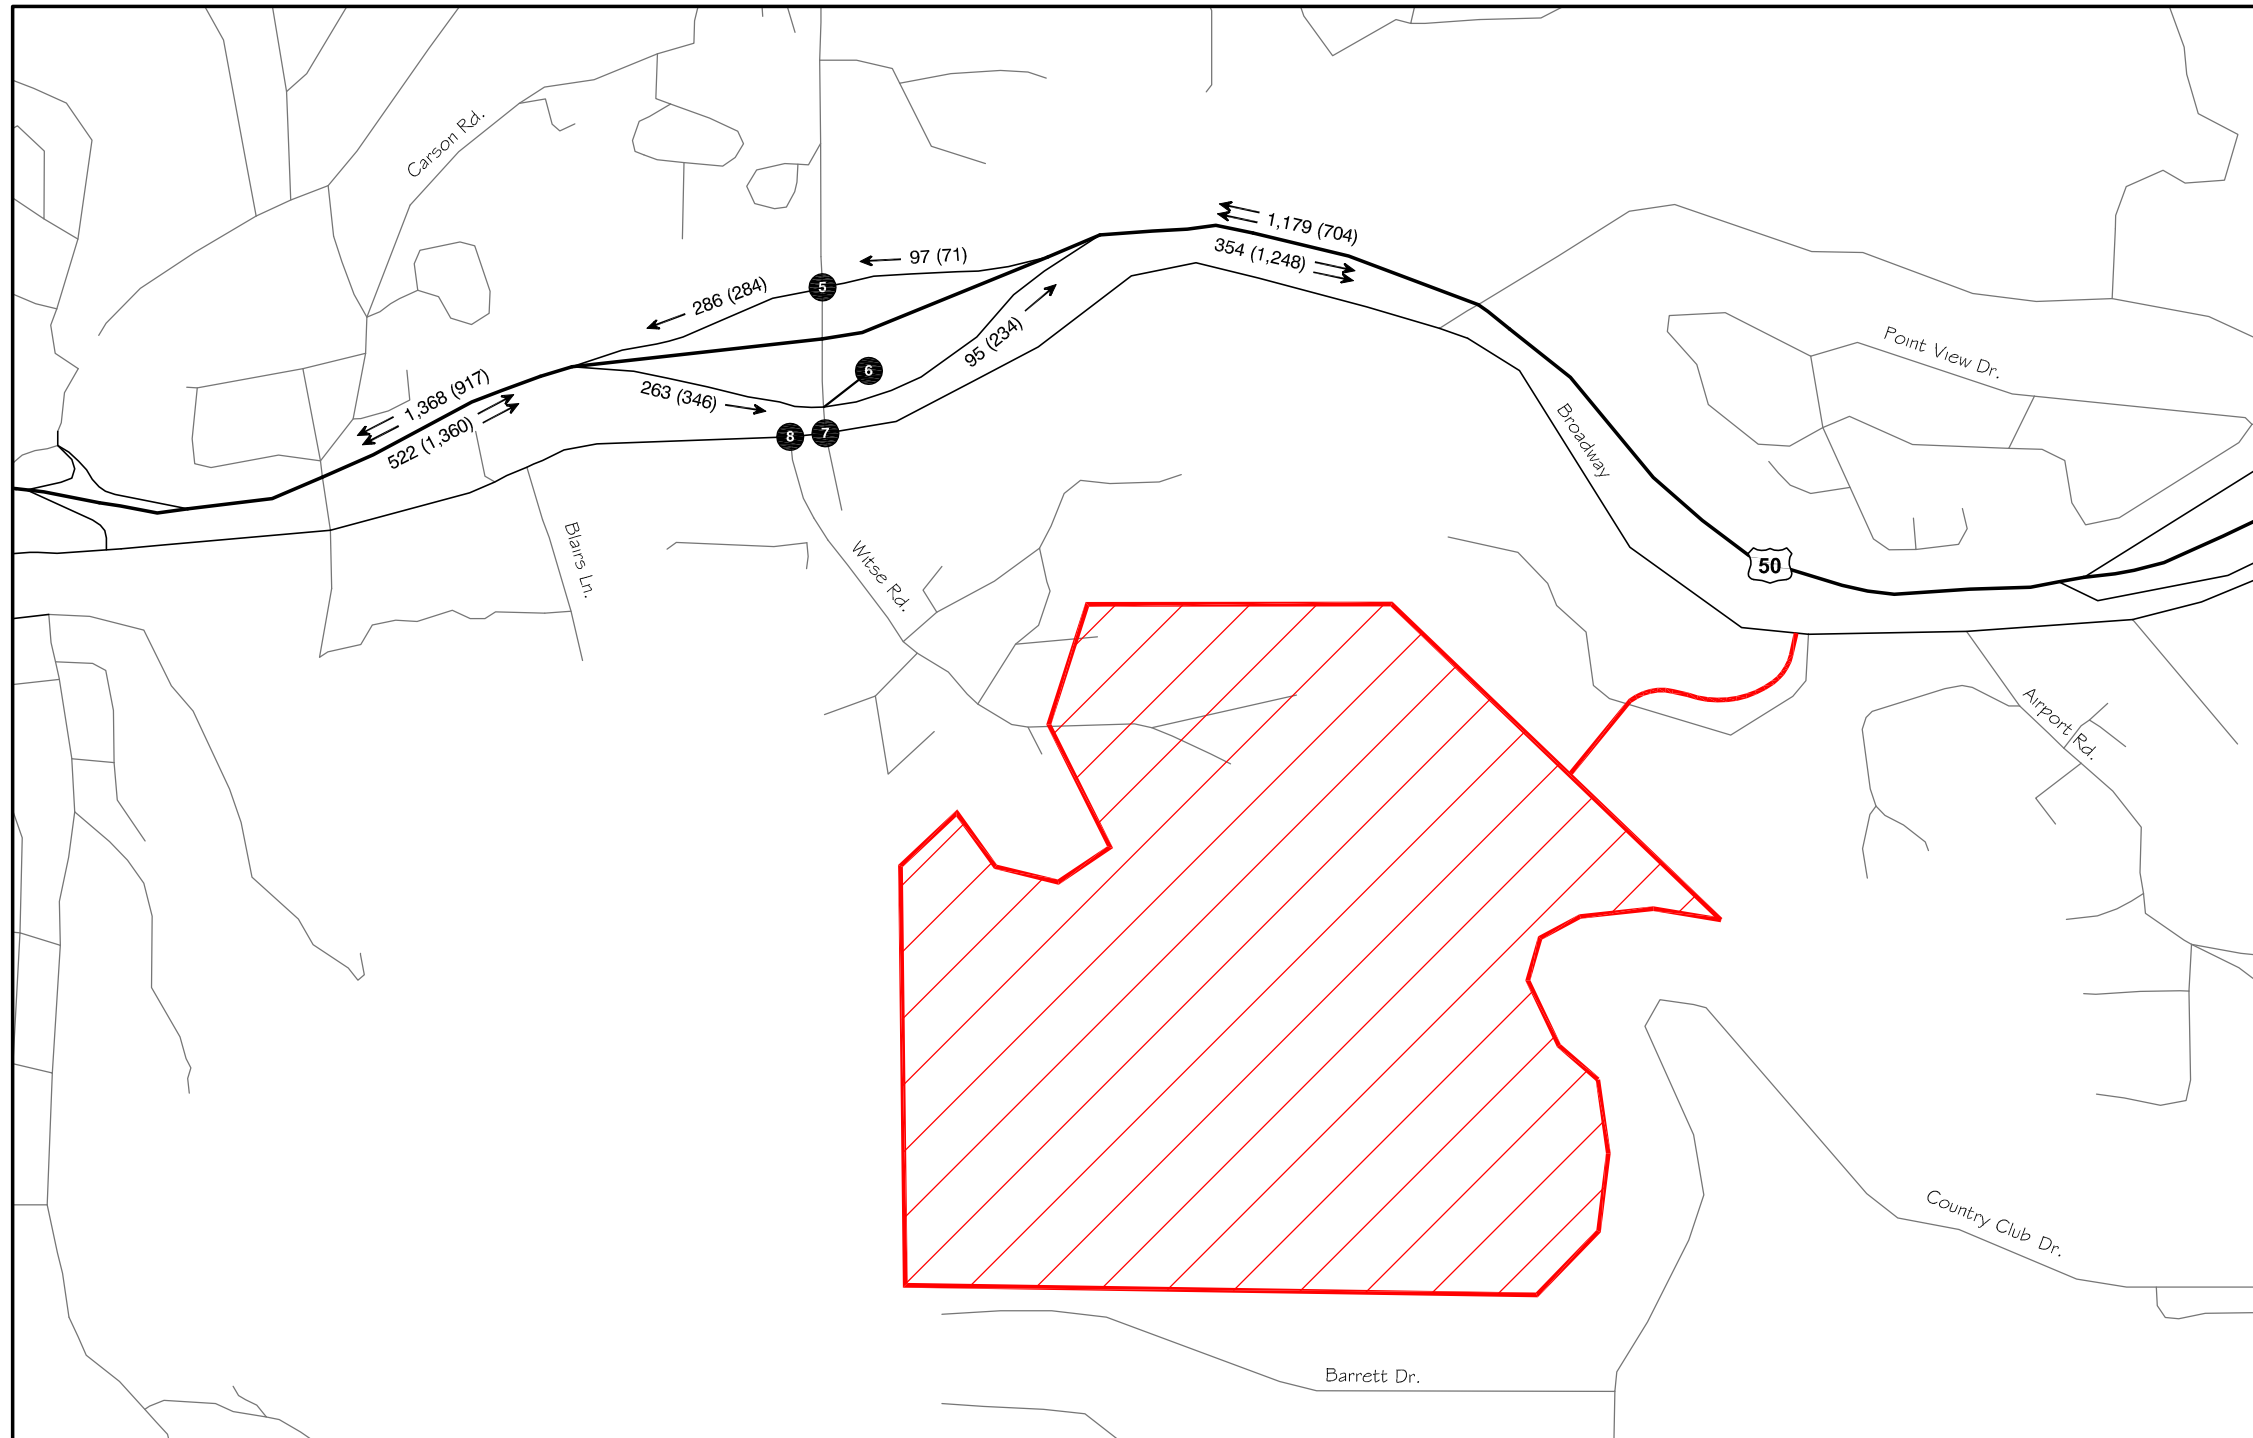 Carson Rd.
1,179 (704)
354 (1,248)
97 (71)
5
286 (284)
95 (234)
6
Point View Dr.
1,368 (917)
522 (1,360)
263 (346)
8
7
Broadway
50
Blairs Ln.
Witse Rd.
Airport Rd.
Country Club Dr.
Barrett Dr.